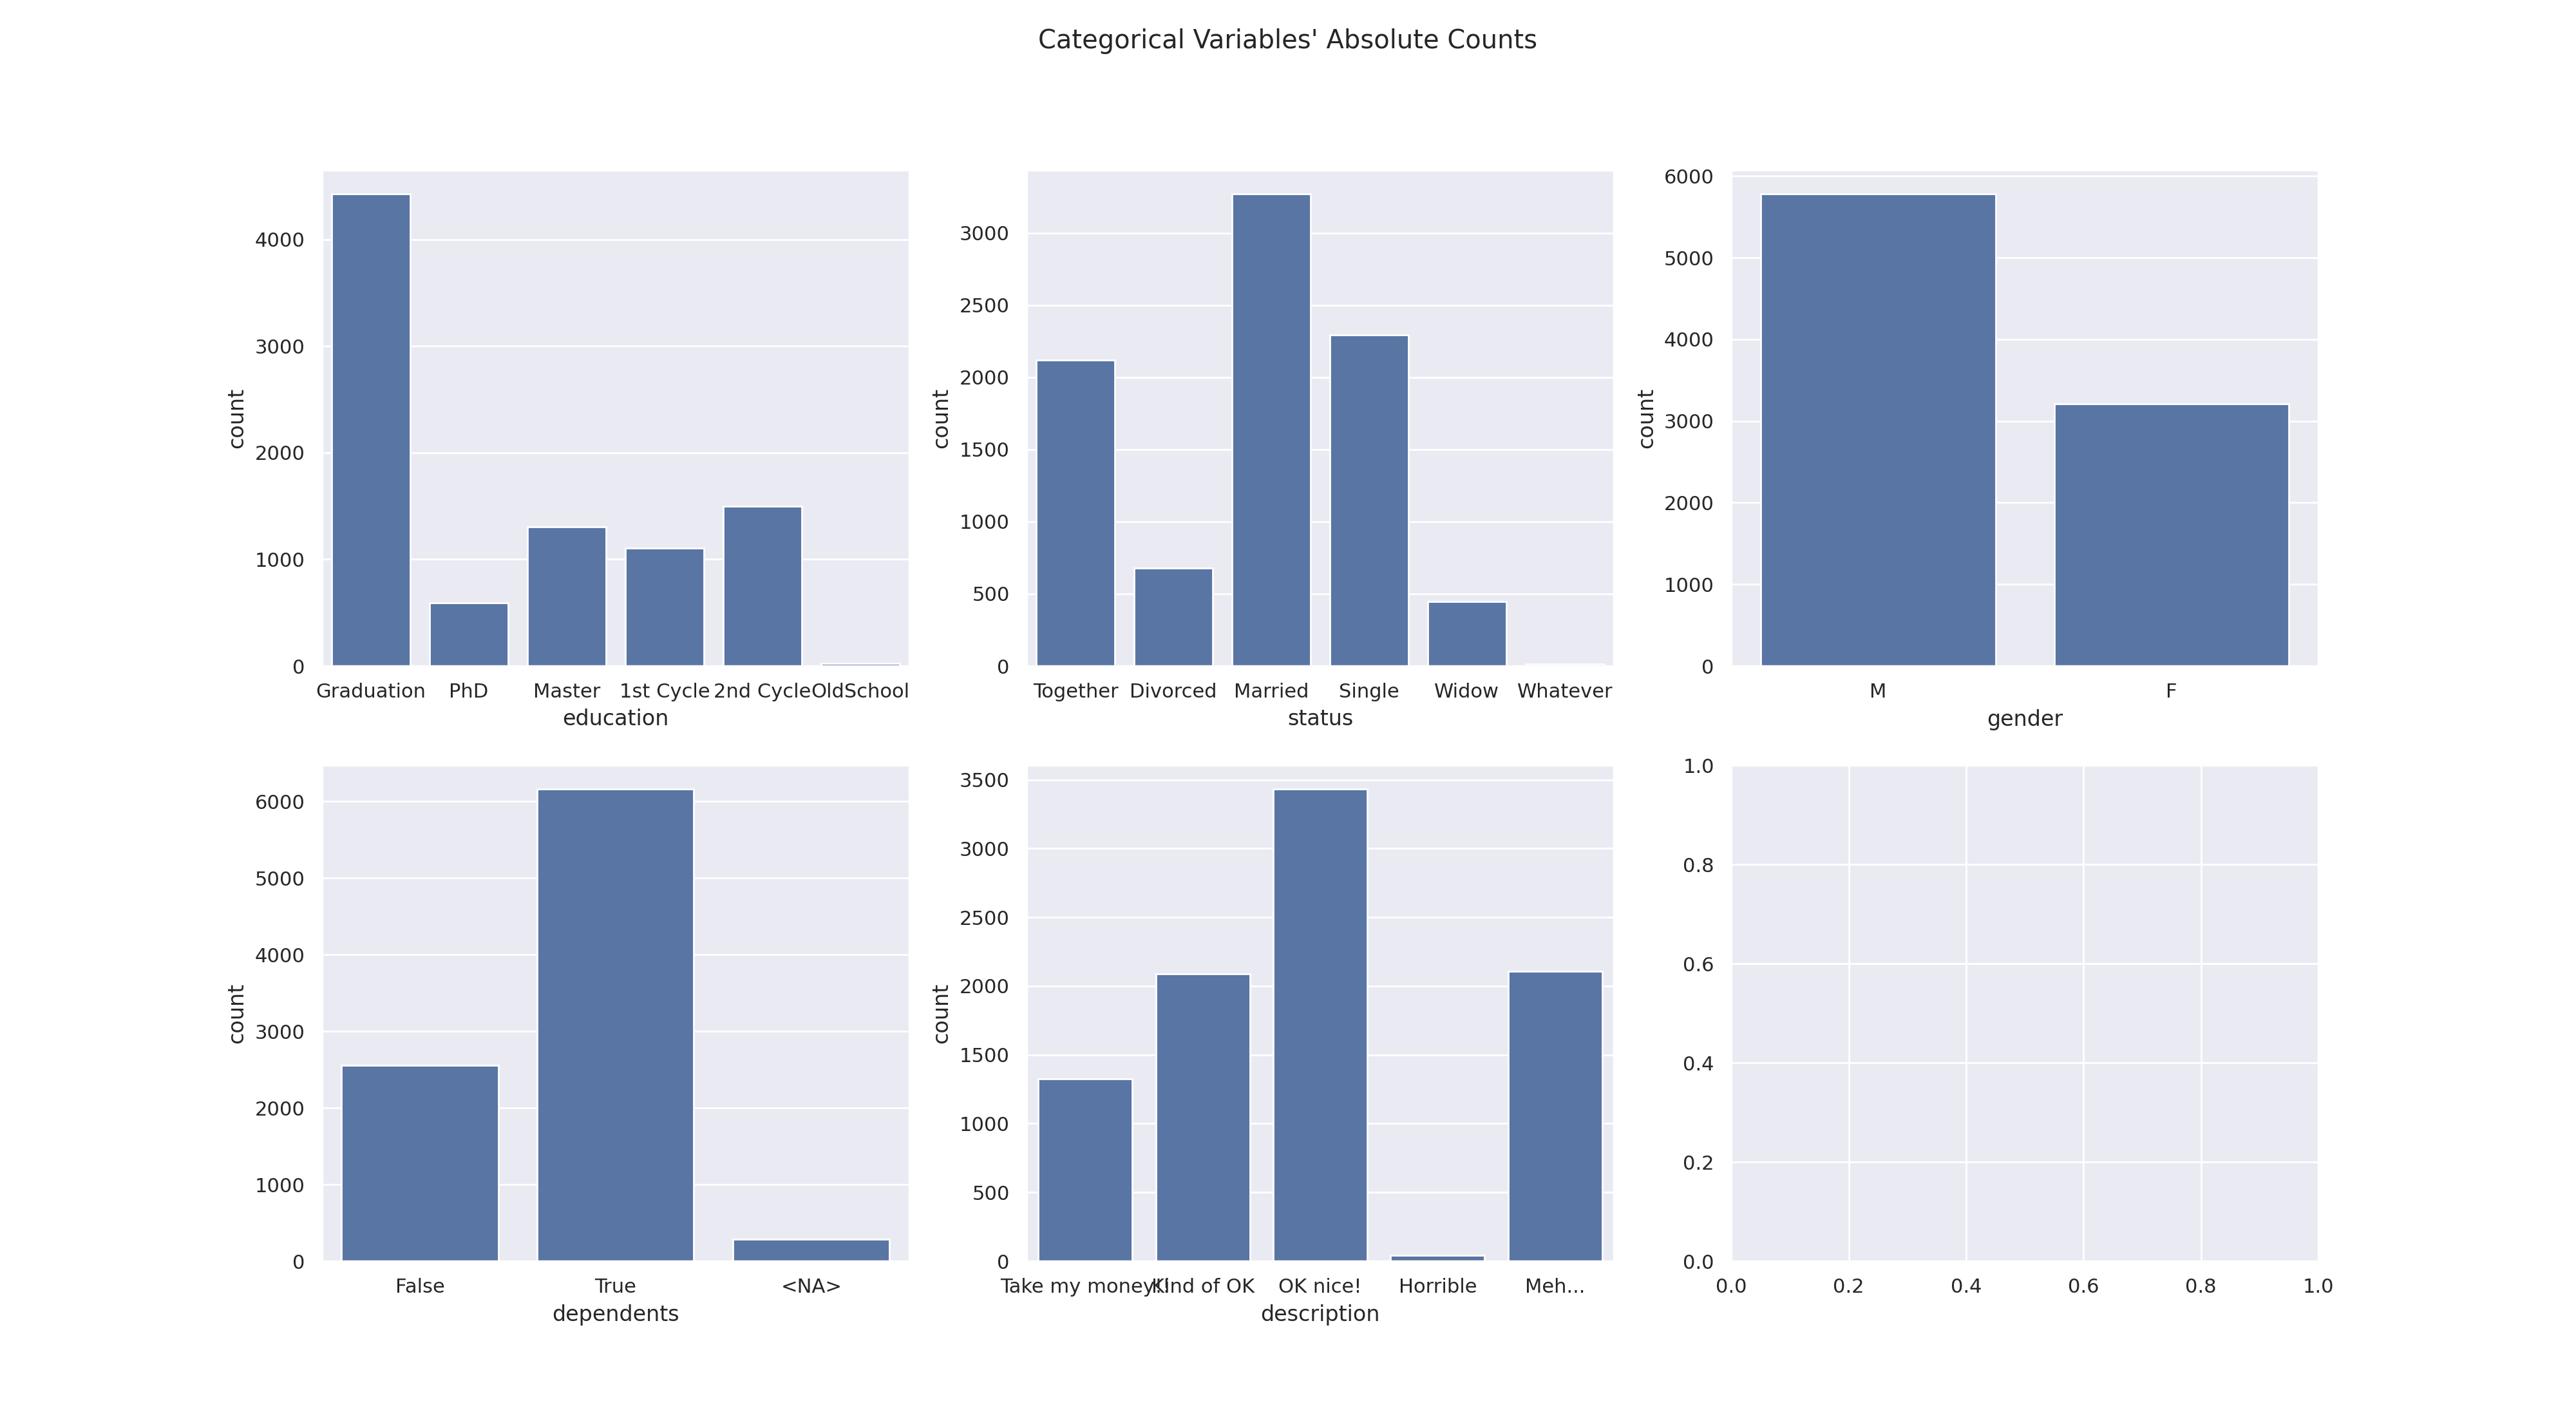 Categorical Variables' Absolute Counts
4000
3000
2000
1000
0
count
Graduation PhD Master 1st Cycle 2nd Cycle OldSchool
education
3000
2500
2000
1500
1000
500
0
count
Together Divorced Married Single Widow Whatever
status
6000
5000
4000
3000
2000
1000
0
count
M F
gender
6000
5000
4000
3000
2000
1000
0
count
False True <NA>
dependents
3500
3000
2500
2000
1500
1000
500
0
count
Take my money!! Kind of OK OK nice! Horrible Meh...
description
1.0
0.8
0.6
0.4
0.2
0.0
0.0 0.2 0.4 0.6 0.8 1.0